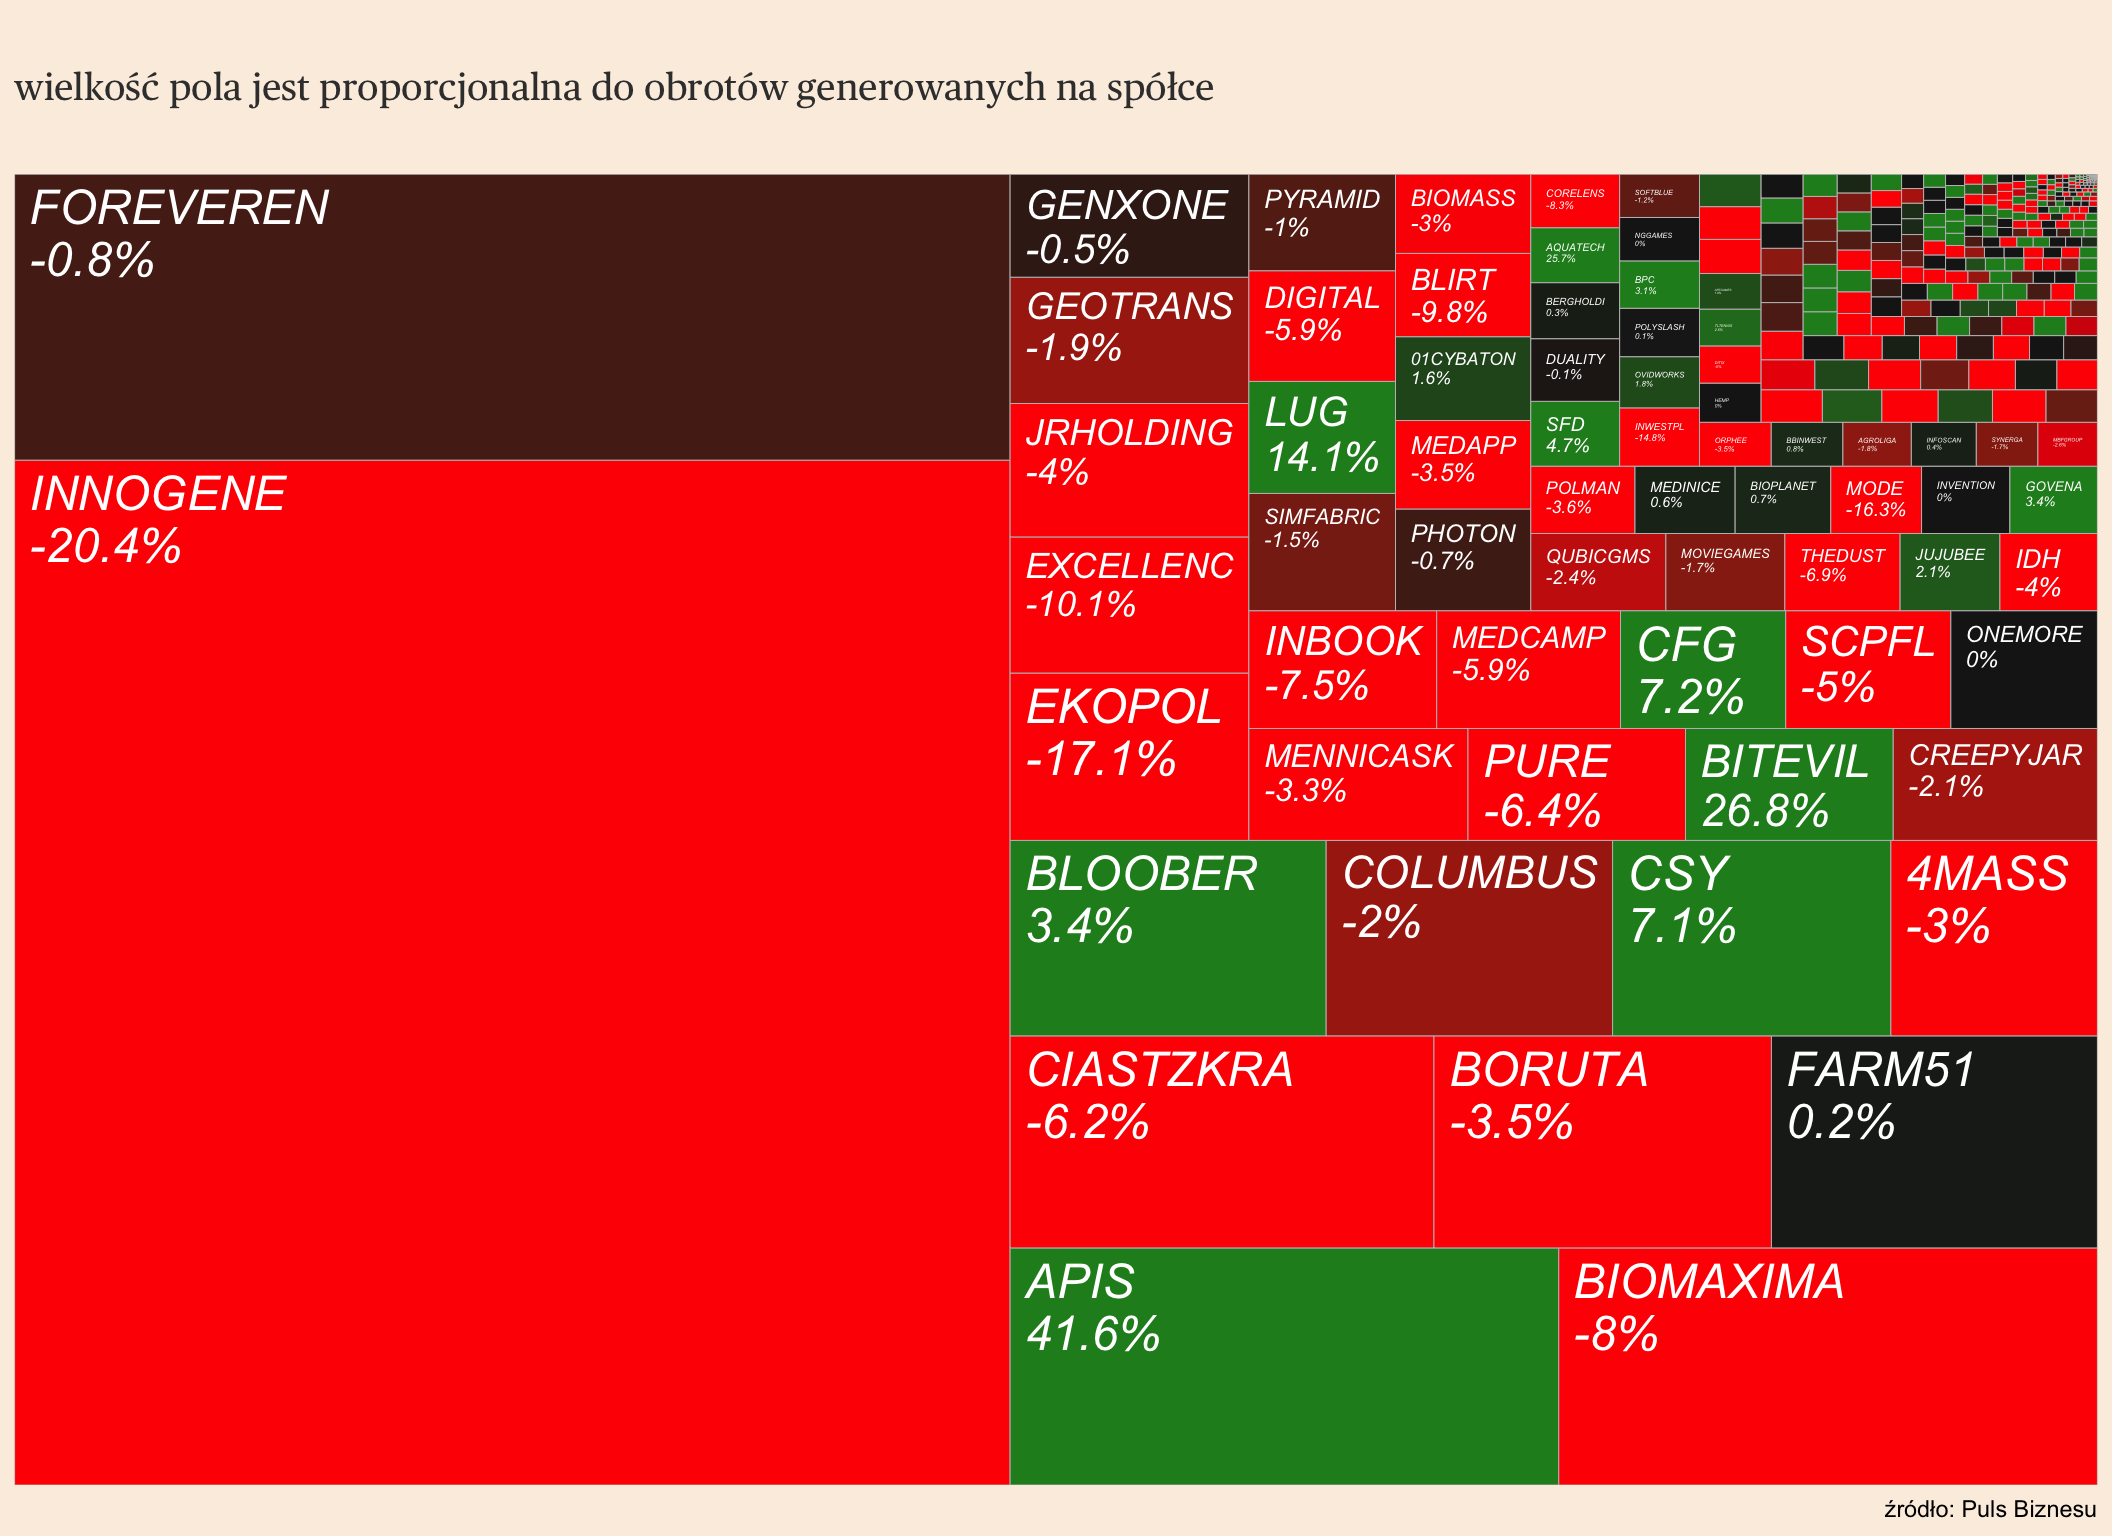 wielkość pola jest proporcjonalna do obrotów generowanych na spółce
FOREVEREN
-0.8%
INNOGENE
-20.4%
GENXONE
-0.5%
GEOTRANS
-1.9%
JRHOLDING
-4%
EXCELLENC
-10.1%
EKOPOL
-17.1%
PYRAMID
-1%
DIGITAL
-5.9%
LUG
14.1%
SIMFABRIC
-1.5%
BIOMASS
-3%
BLIRT
-9.8%
01CYBATON
1.6%
MEDAPP
-3.5%
PHOTON
-0.7%
CORELENS
-8.3%
AQUATECH
25.7%
BERGHOLDI
0.3%
DUALITY
-0.1%
SFD
4.7%
SOFTBLUE
-1.2%
NGGAMES
0%
BPC
3.1%
POLYSLASH
0.1%
OVIDWORKS
1.8%
INWESTPL
-14.8%
HEMP
0%
ORPHEE
-3.5%
BBINWEST
0.8%
AGROLIGA
-1.8%
INFOSCAN
0.4%
SYNERGA
-1.7%
MBFGROUP
-2.6%
POLMAN
-3.6%
MEDINICE
0.6%
BIOPLANET
0.7%
MODE
-16.3%
INVENTION
0%
GOVENA
3.4%
QUBICGMS
-2.4%
MOVIEGAMES
-1.7%
THEDUST
-6.9%
JUJUBEE
2.1%
IDH
-4%
INBOOK
-7.5%
MEDCAMP
-5.9%
CFG
7.2%
SCPFL
-5%
ONEMORE
0%
MENNICASK
-3.3%
PURE
-6.4%
BITEVIL
26.8%
CREEPYJAR
-2.1%
BLOOBER
3.4%
COLUMBUS
-2%
CSY
7.1%
4MASS
-3%
CIASTZKRA
-6.2%
BORUTA
-3.5%
FARM51
0.2%
APIS
41.6%
BIOMAXIMA
-8%
źródło: Puls Biznesu